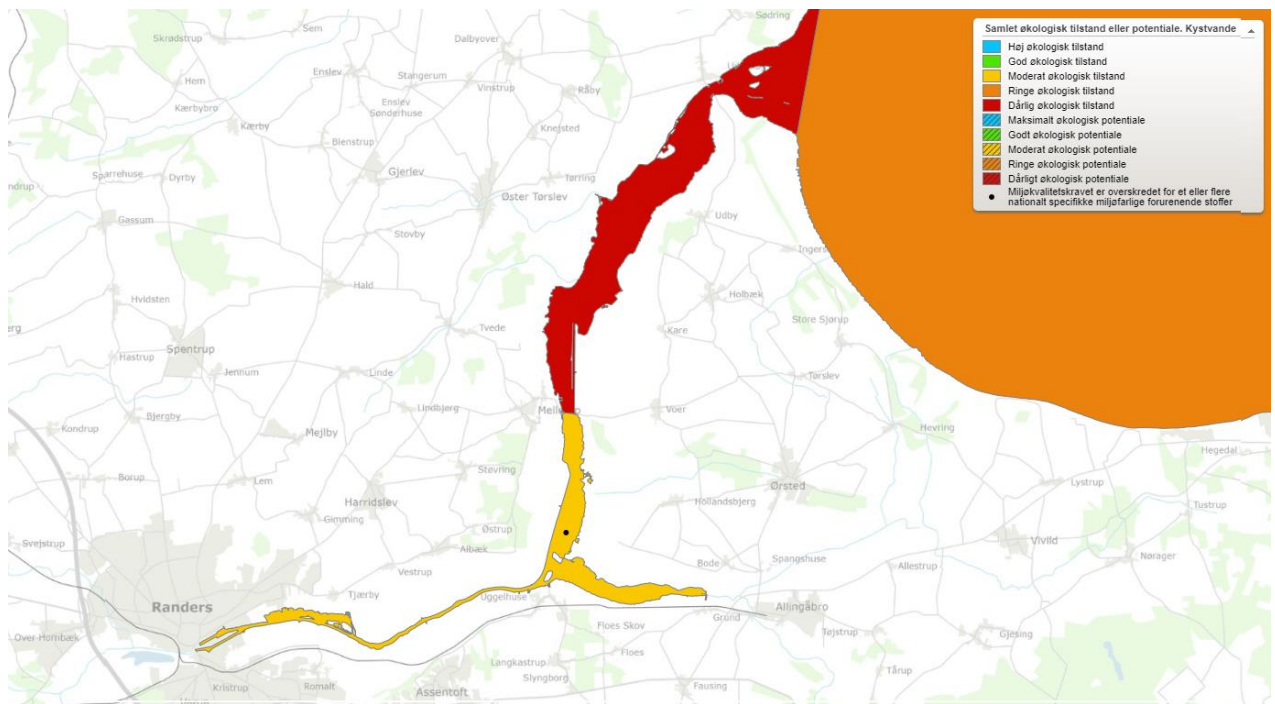 Sem
Sødring
Skrødstrup
Dalbyover
Enslev
Stangerum
Hem
Vinstrup
Råby
Kærbybro
Enslev
Sønderhuse
Kærby
Knejsted
Blenstrup
Gjerlev
Sparrehuse
Dyrby
Tørring
Øster Tørslev
Gassum
Udby
Stovby
Ingers
Hald
Holbæk
Hvidsten
Store Sjørup
Tvede
Kare
Spentrup
Hastrup
Jennum
Linde
Tørslev
Lindbjerg
Voer
Bjergby
Kondrup
Mejlby
Hevring
Hegedal
Støvring
Borup
Lem
Ørsted
Lystrup
Harridslev
Hollandsbjerg
Tustrup
Gimming
Østrup
Svejstrup
Albæk
Vivild
Nørager
Bode
Spangshuse
Allestrup
Vestrup
Tjærby
Uggelhuse
Randers
Allingåbro
Grund
Floes Skov
Tøjstrup
Gjesing
Over Hornbæk
Floes
Langkastrup
Tårup
Slyngborg
Kristrup
Romalt
Assentoft
Fausing
Samlet økologisk tilstand eller potentiale. Kystvande
Høj økologisk tilstand
God økologisk tilstand
Moderat økologisk tilstand
Ringe økologisk tilstand
Dårlig økologisk tilstand
Maksimalt økologisk potentiale
Godt økologisk potentiale
Moderat økologisk potentiale
Ringe økologisk potentiale
Dårligt økologisk potentiale
Miljøkvalitetskravet er overskredet for et eller flere
nationalt specifikke miljøfarlige forurenende stoffer